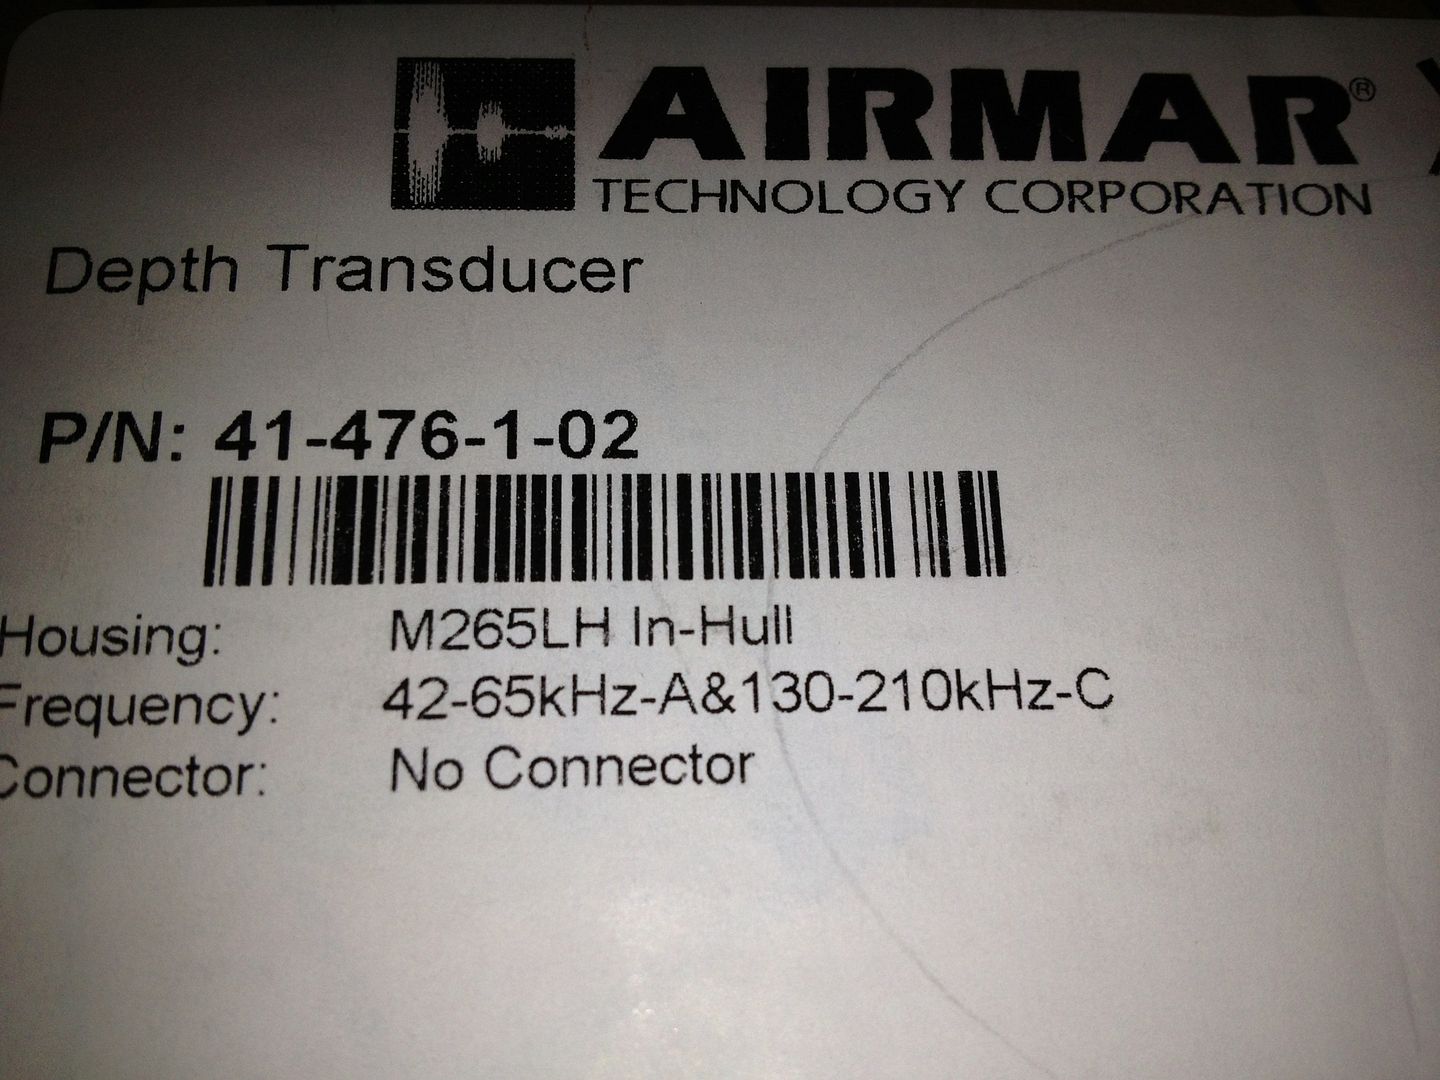 AIRMAR®
TECHNOLOGY CORPORATION
Depth Transducer
P/N: 41-476-1-02
Housing: M265LH In-Hull
Frequency: 42-65kHz-A&130-210kHz-C
Connector: No Connector